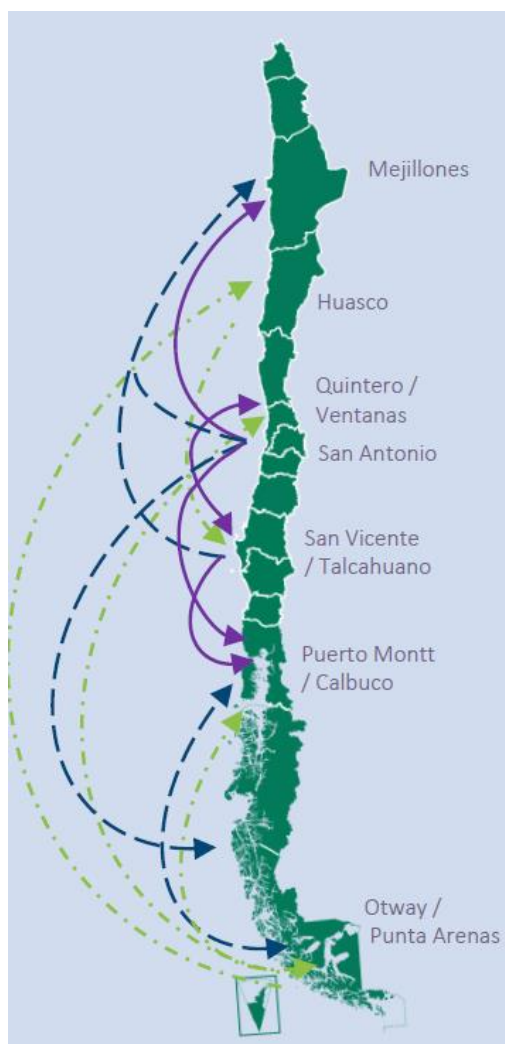 Mejillones
Huasco
Quintero /
Ventanas
San Antonio
San Vicente
/ Talcahuano
Puerto Montt
/ Calbuco
Otway /
Punta Arenas